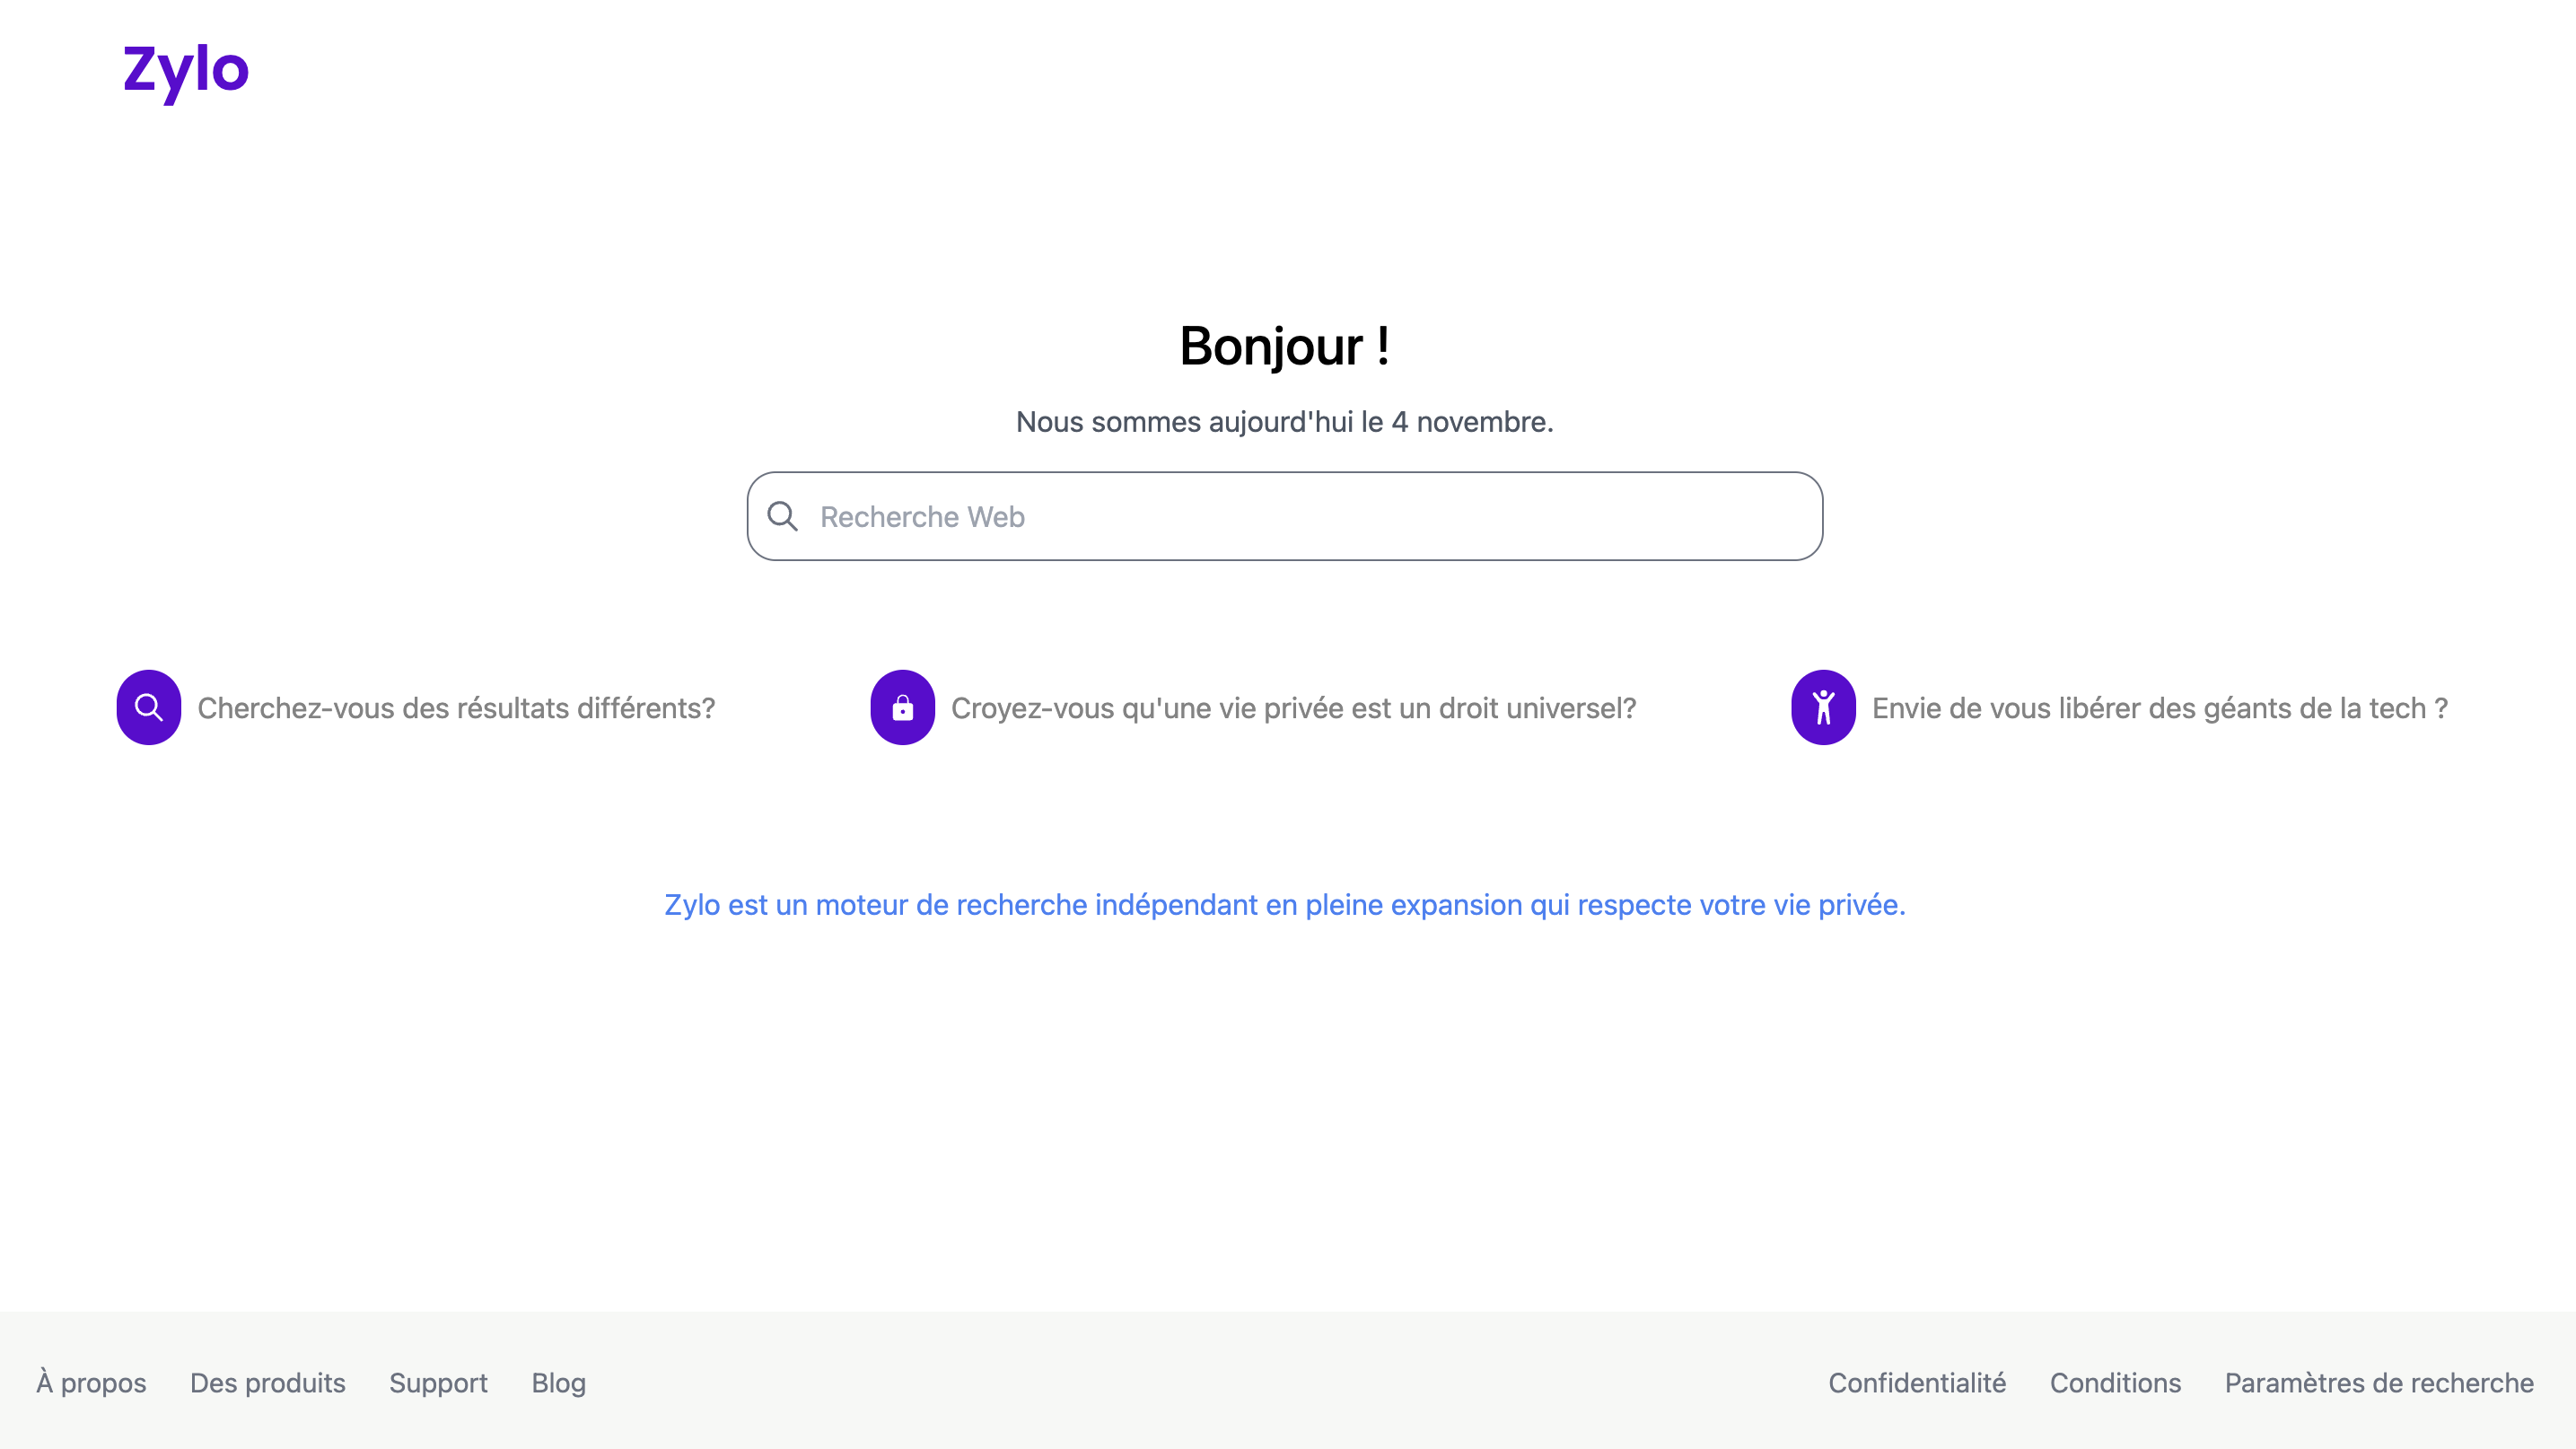 Zylo
Bonjour !
Nous sommes aujourd'hui le 4 novembre.
Recherche Web
Cherchez-vous des résultats différents?
Croyez-vous qu'une vie privée est un droit universel?
Envie de vous libérer des géants de la tech ?
Zylo est un moteur de recherche indépendant en pleine expansion qui respecte votre vie privée.
À propos Des produits Support Blog Confidentialité Conditions Paramètres de recherche